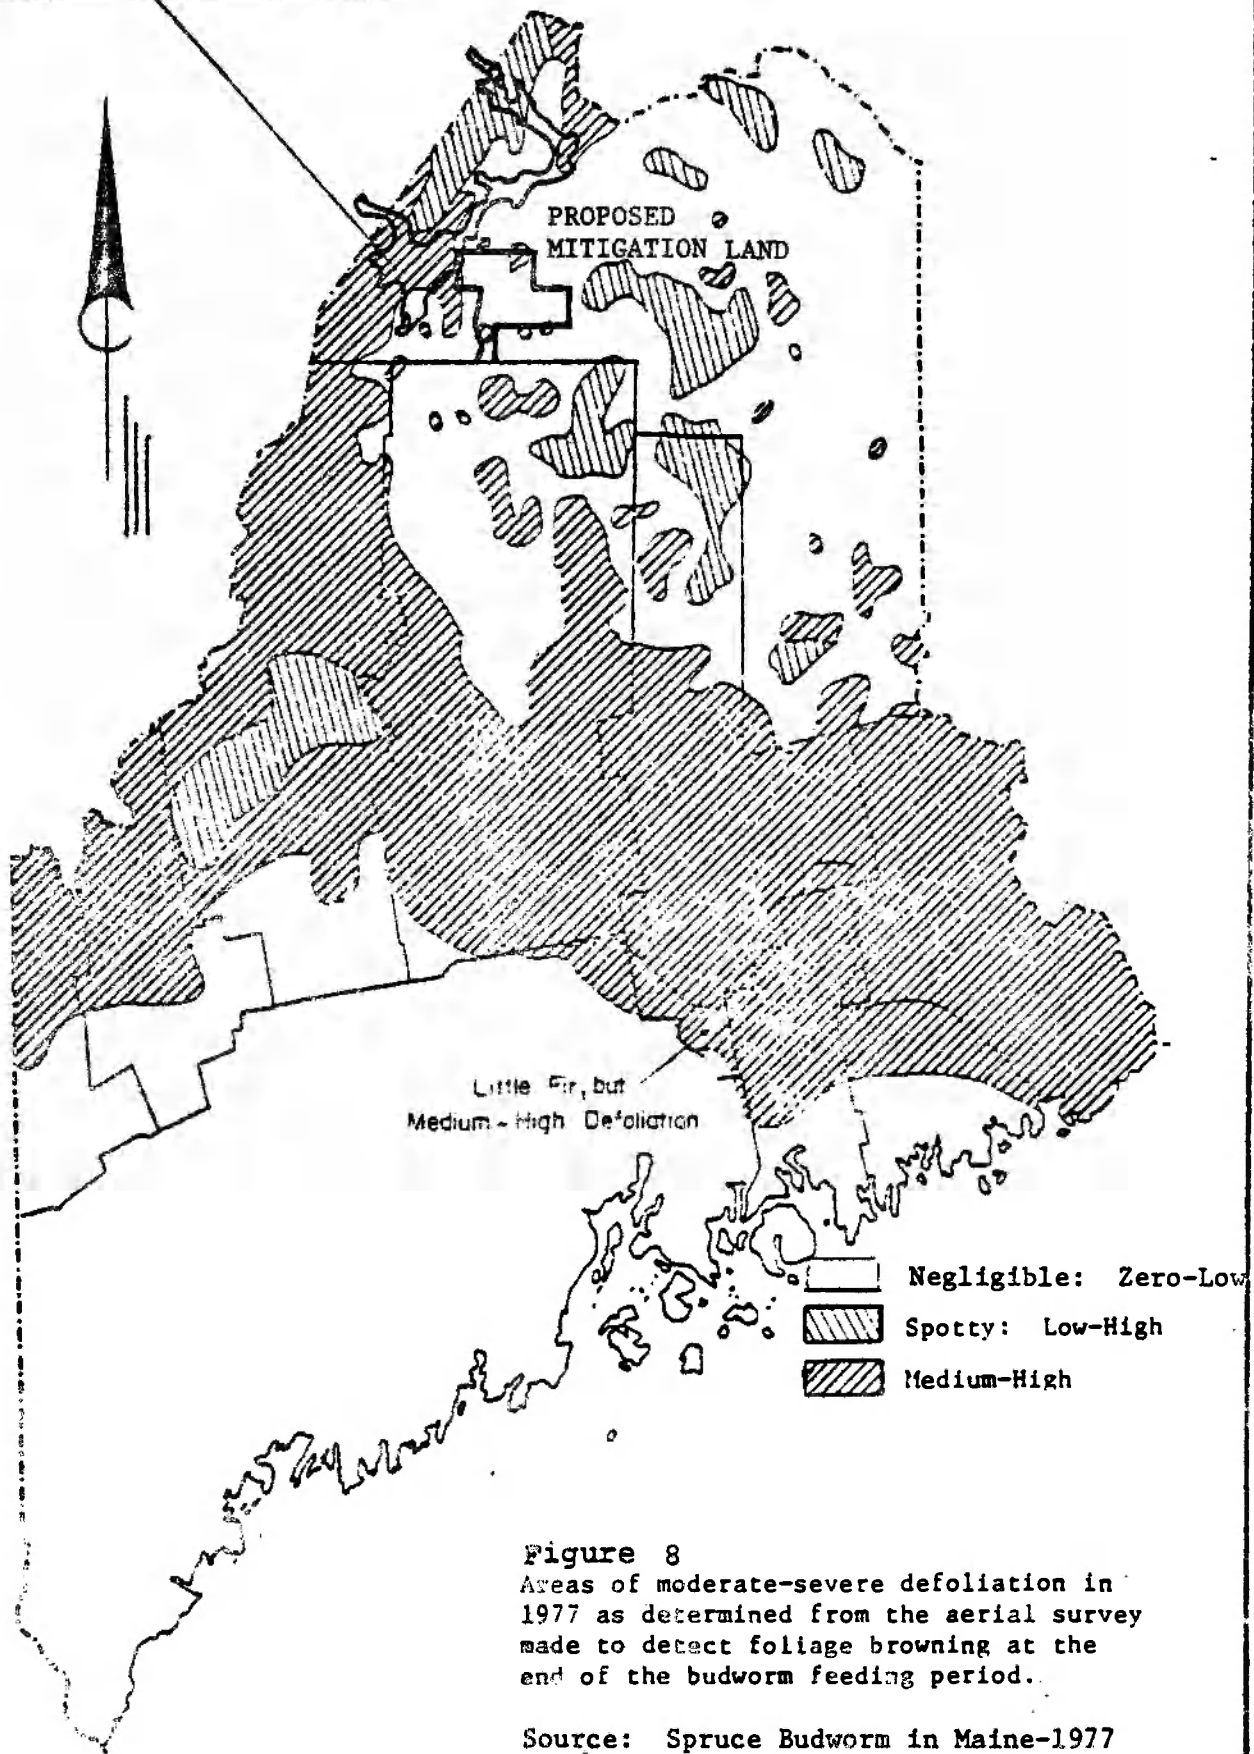 PROPOSED
MITIGATION LAND
Little Fir, but
Medium - High Defoliation
Negligible: Zero-Low
Spotty: Low-High
Medium-High
Figure 8
Areas of moderate-severe defoliation in
1977 as determined from the aerial survey
made to detect foliage browning at the
end of the budworm feeding period.
Source: Spruce Budworm in Maine-1977